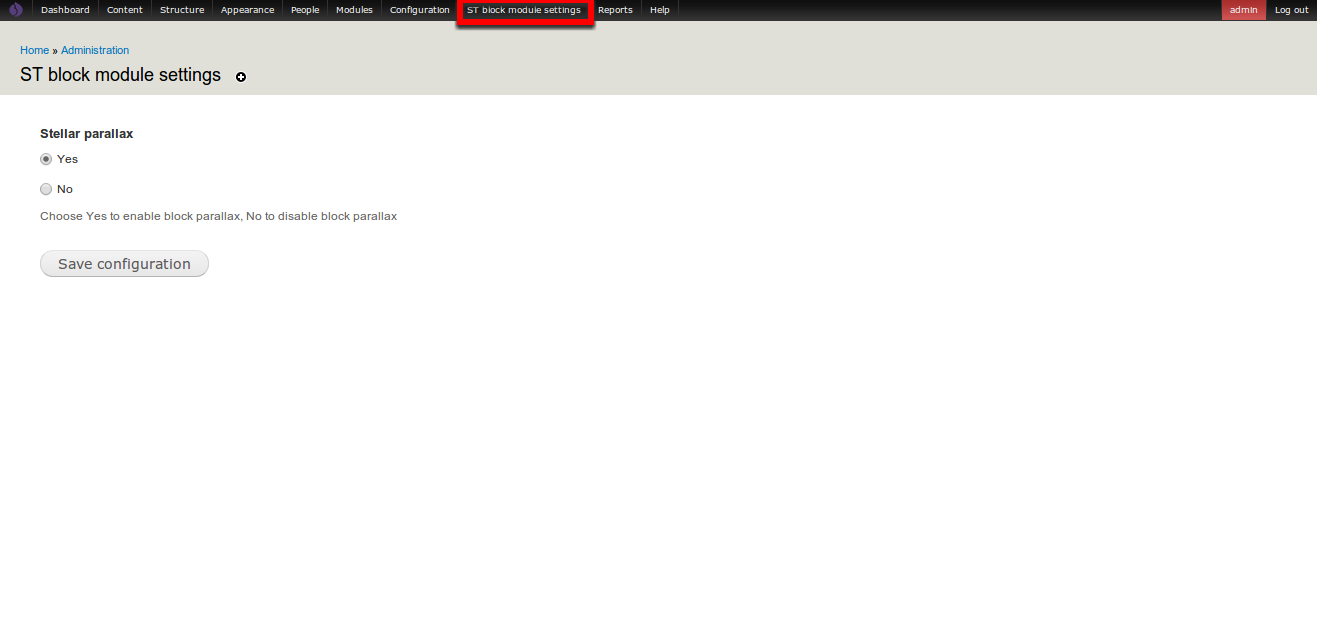 Dashboard Content Structure Appearance People Modules Configuration ST block module settings Reports Help admin Log out
Home » Administration
ST block module settings
Stellar parallax
Yes
No
Choose Yes to enable block parallax, No to disable block parallax
Save configuration